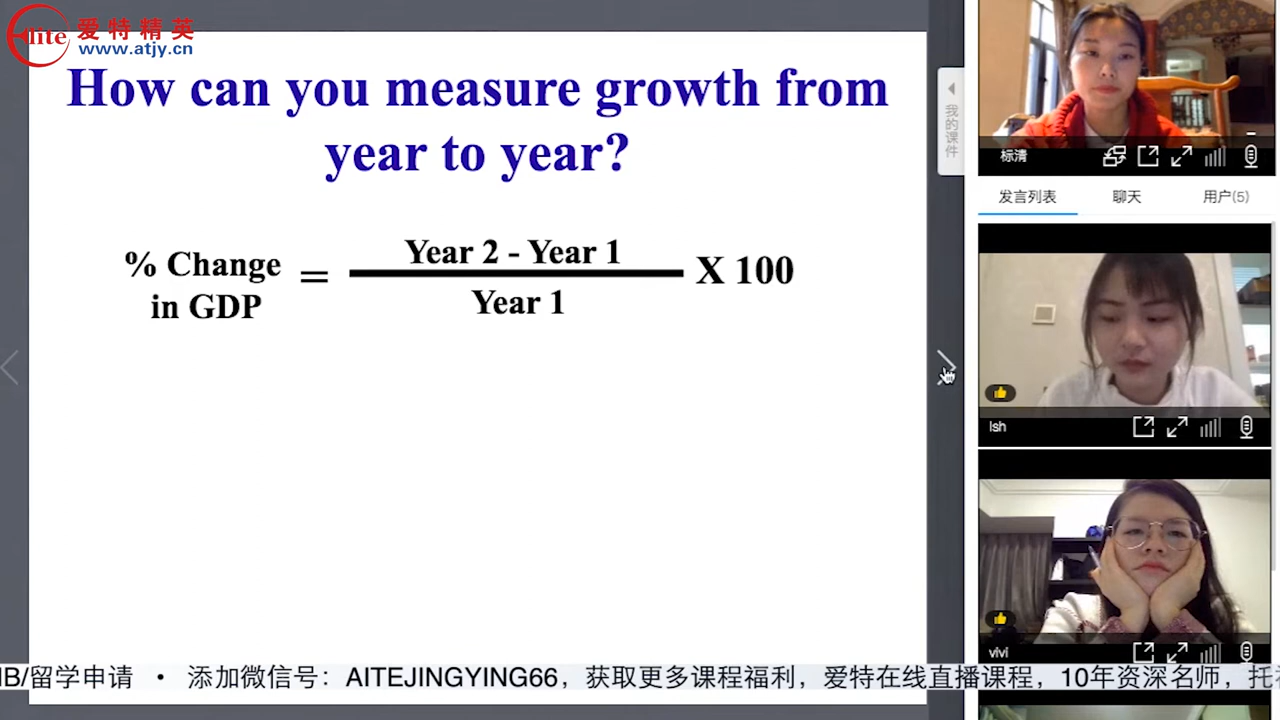 Elite 爱特精英
www.atjy.cn
How can you measure growth from
year to year?
% Change
in GDP
=
Year 2 - Year 1
Year 1
X 100
我的课件
标清
发言列表
聊天
用户(5)
lsh
vivi
IB/留学申请 • 添加微信号：AITEJINGYING66，获取更多课程福利，爱特在线直播课程，10年资深名师，托福